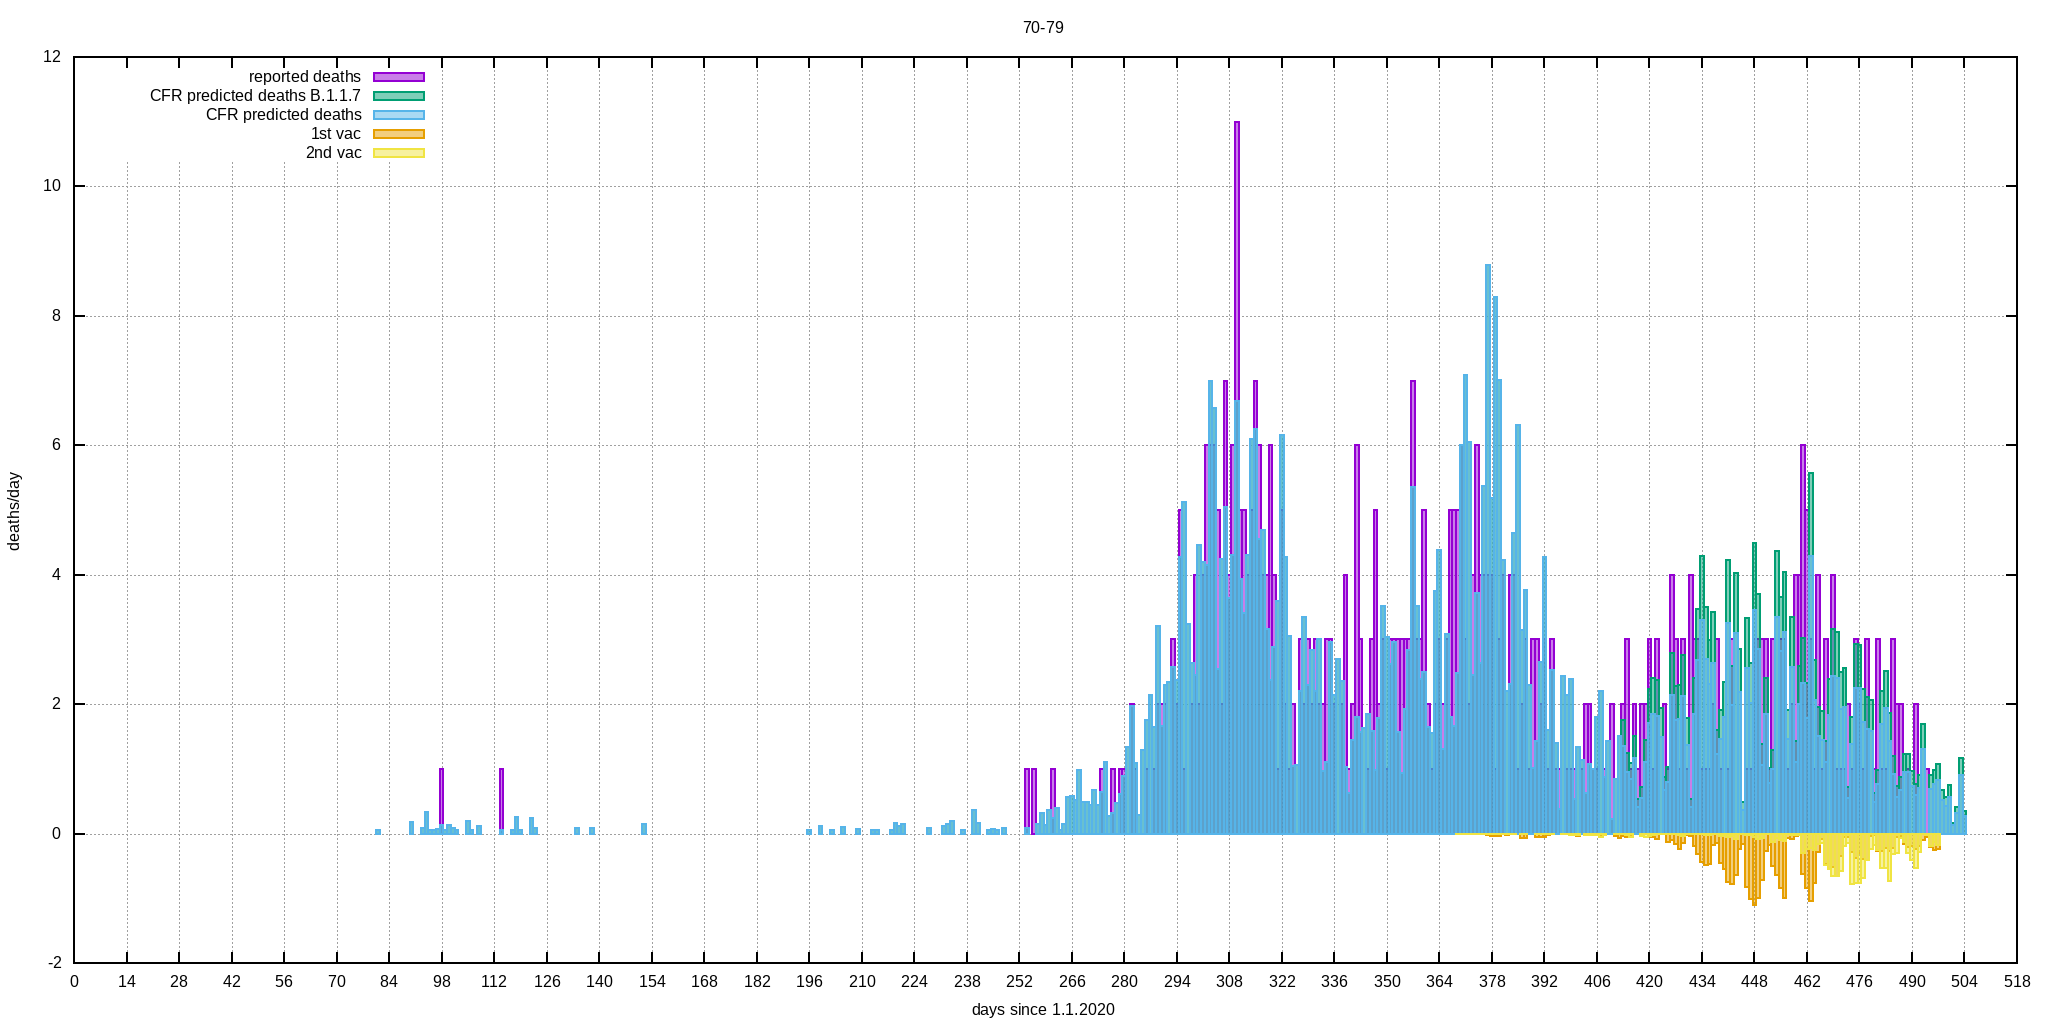 70-79
12
10
8
6
4
2
0
-2
deaths/day
reported deaths
CFR predicted deaths B.1.1.7
CFR predicted deaths
1st vac
2nd vac
0 14 28 42 56 70 84 98 112 126 140 154 168 182 196 210 224 238 252 266 280 294 308 322 336 350 364 378 392 406 420 434 448 462 476 490 504 518
days since 1.1.2020